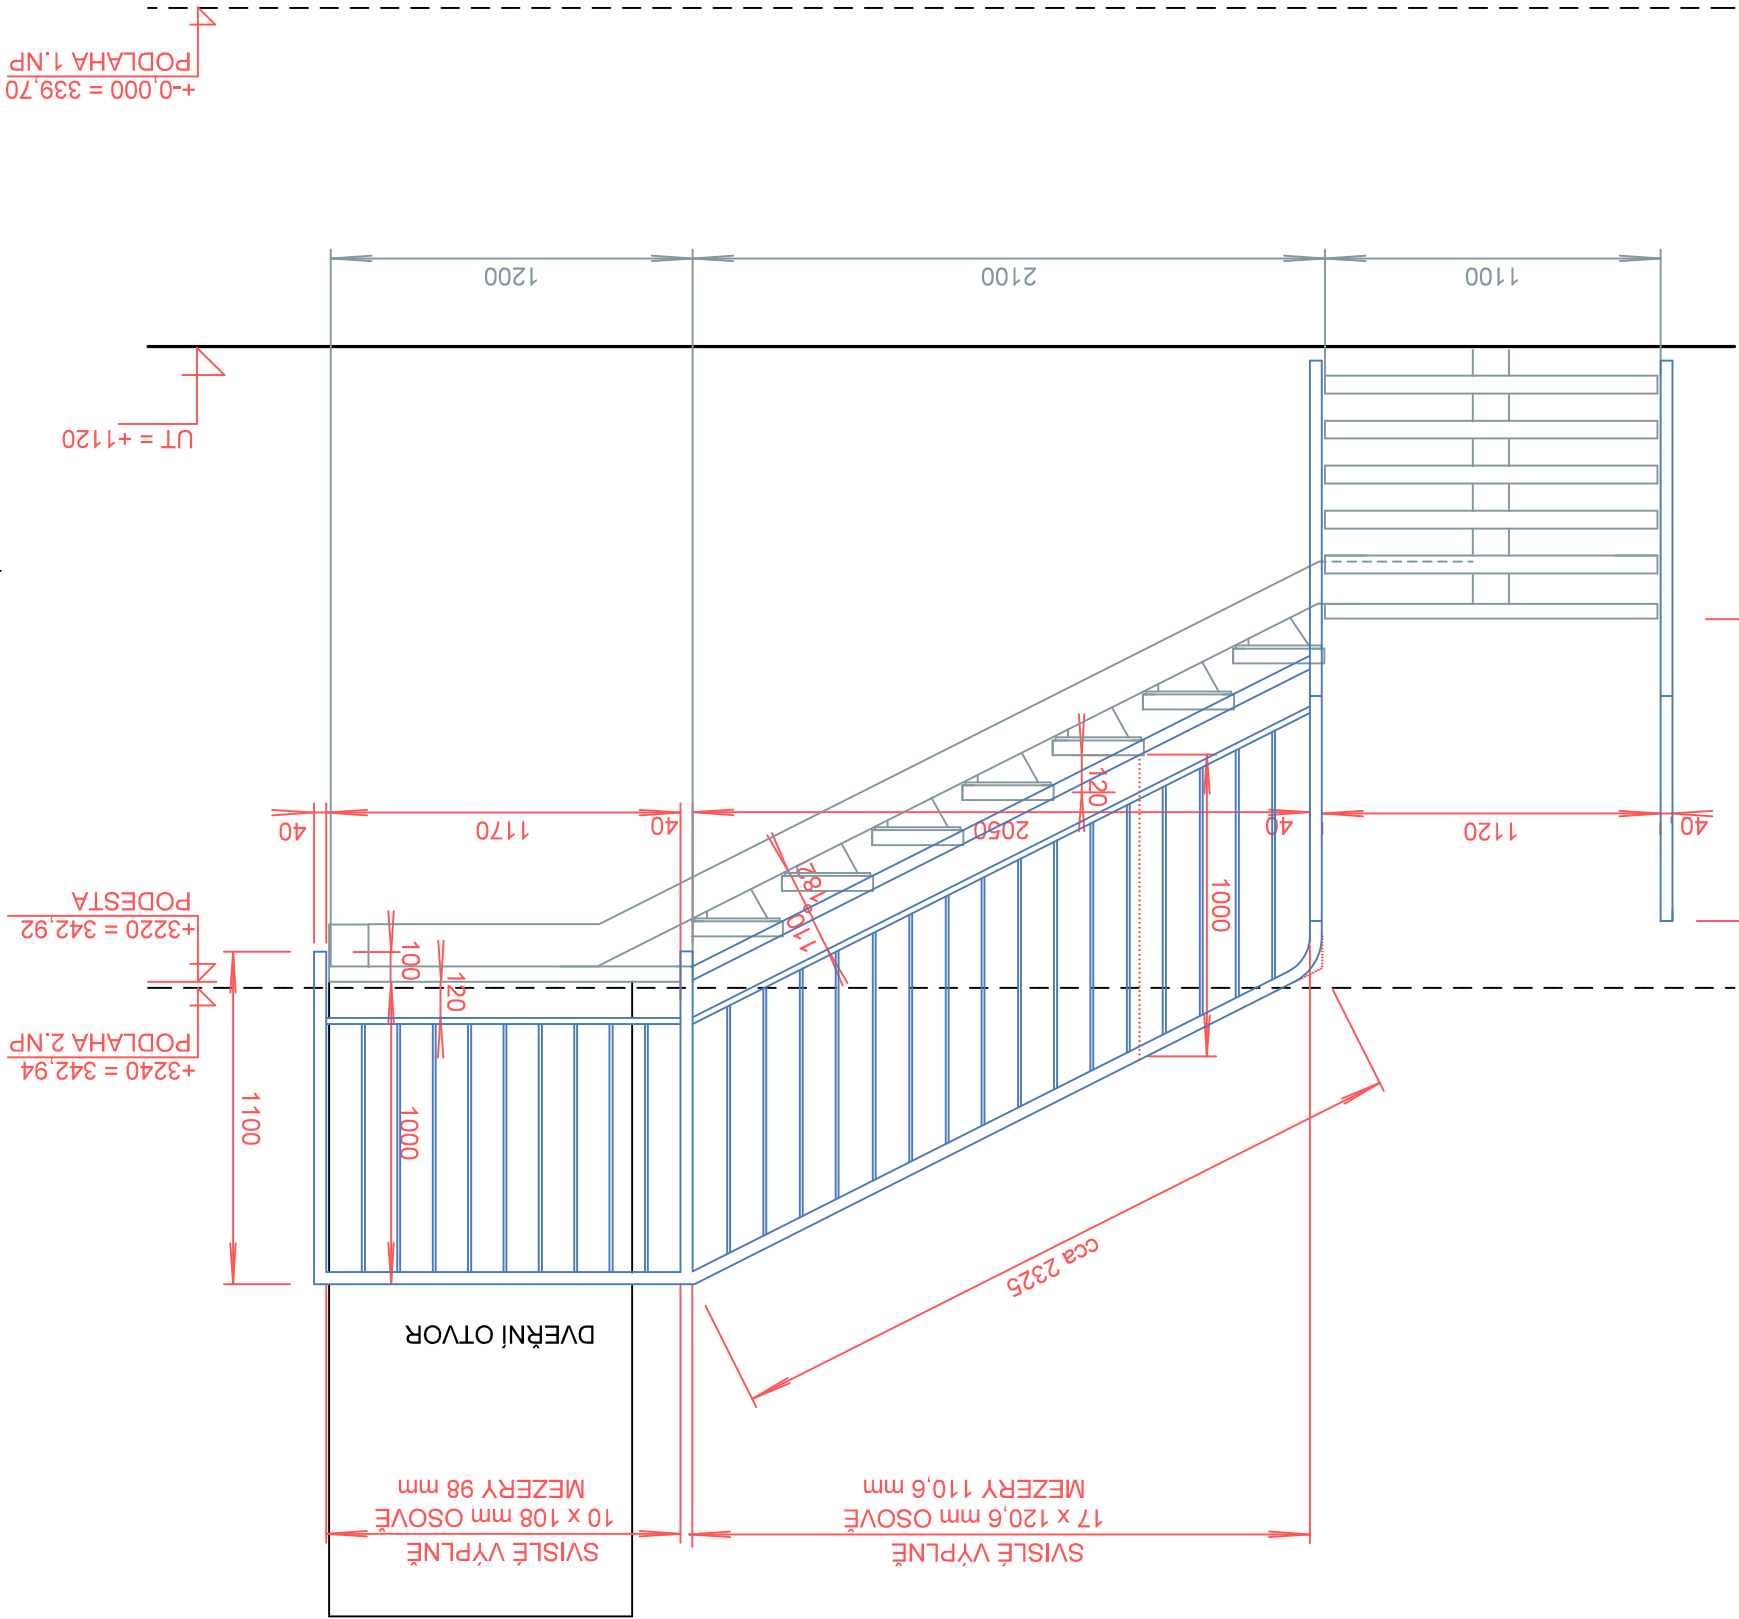 SVISLÉ VÝPLNĚ
17 x 120,6 mm OSOVĚ
MEZERY 110,6 mm
SVISLÉ VÝPLNĚ
10 x 108 mm OSOVĚ
MEZERY 98 mm
DVEŘNÍ OTVOR
cca 2325
1100
1000
+3240 = 342,94
PODLAHA 2.NP
120
100
1000
110
182
+3220 = 342,92
PODESTA
40
1120
40
2050
40
1170
40
120
UT = +1120
1100
2100
1200
+-0,000 = 339,70
PODLAHA 1.NP